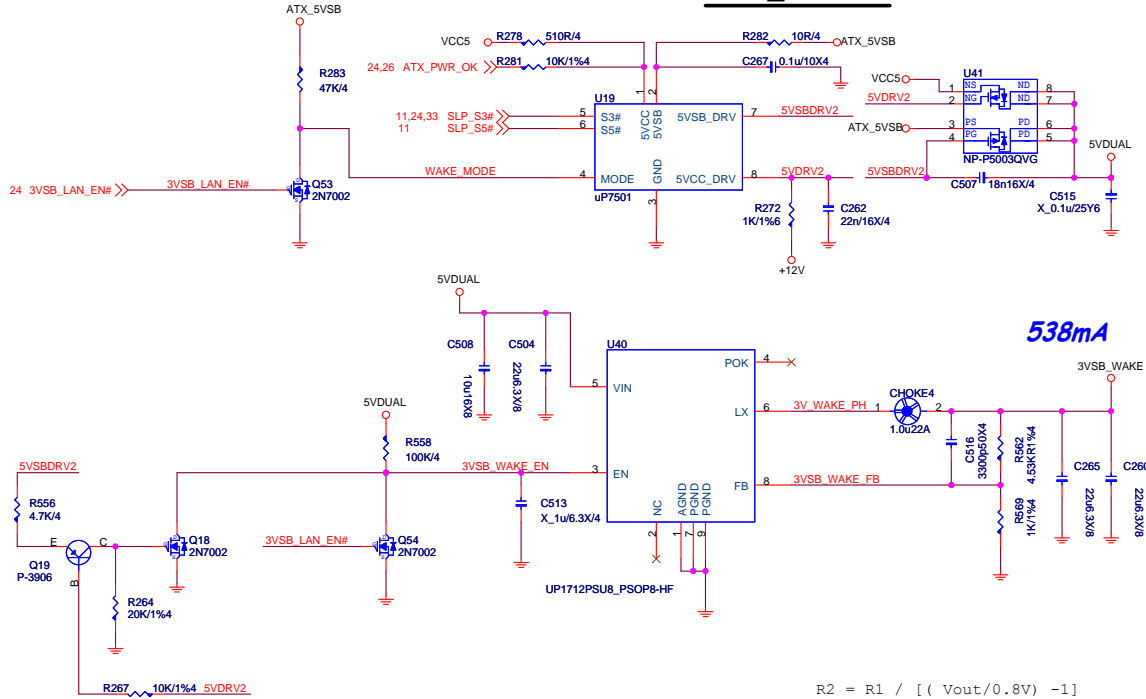 ATX_5VSB
R283
47K/4
24 3VSB_LAN_EN#
3VSB_LAN_EN#
Q53
2N7002
WAKE_MODE
VCC5
R278
510R/4
24,26 ATX_PWR_OK
R281
10K/1%4
R282
10R/4
ATX_5VSB
C267
0.1u/10X4
11,24,33 SLP_S3#
11 SLP_S5#
U19
1
2
5VCC
5VSB
5
S3#
6
S5#
4
MODE
GND
3
5VSB_DRV
7
5VCC_DRV
8
uP7501
5VSBDRV2
5VDRV2
R272
1K/1%6
+12V
C262
22n/16X/4
VCC5
5VDRV2
ATX_5VSB
5VSBDRV2
U41
1
NS
ND
8
2
NG
ND
7
3
PS
PD
6
4
PG
PD
5
NP-P5003QVG
C507
18n16X/4
5VDUAL
C515
X_0.1u/25Y6
5VDUAL
C508
10u16X8
C504
22u6.3X/8
U40
5
VIN
3
EN
POK
4
LX
6
FB
8
NC
AGND
PGND
PGND
2
1
7
9
UP1712PSU8_PSOP8-HF
538mA
3VSB_WAKE
3V_WAKE_PH
1
CHOKE4
2
1.0u22A
C516
3300p50X4
R562
4.53KR1%4
3VSB_WAKE_FB
R569
1K/1%4
C265
22u6.3X/8
C260
22u6.3X/8
5VDUAL
R558
100K/4
3VSB_WAKE_EN
C513
X_1u/6.3X/4
5VSBDRV2
R556
4.7K/4
E
C
B
Q19
P-3906
Q18
2N7002
3VSB_LAN_EN#
Q54
2N7002
R264
20K/1%4
R267
10K/1%4
5VDRV2
R2 = R1 / [( Vout/0.8V) -1]